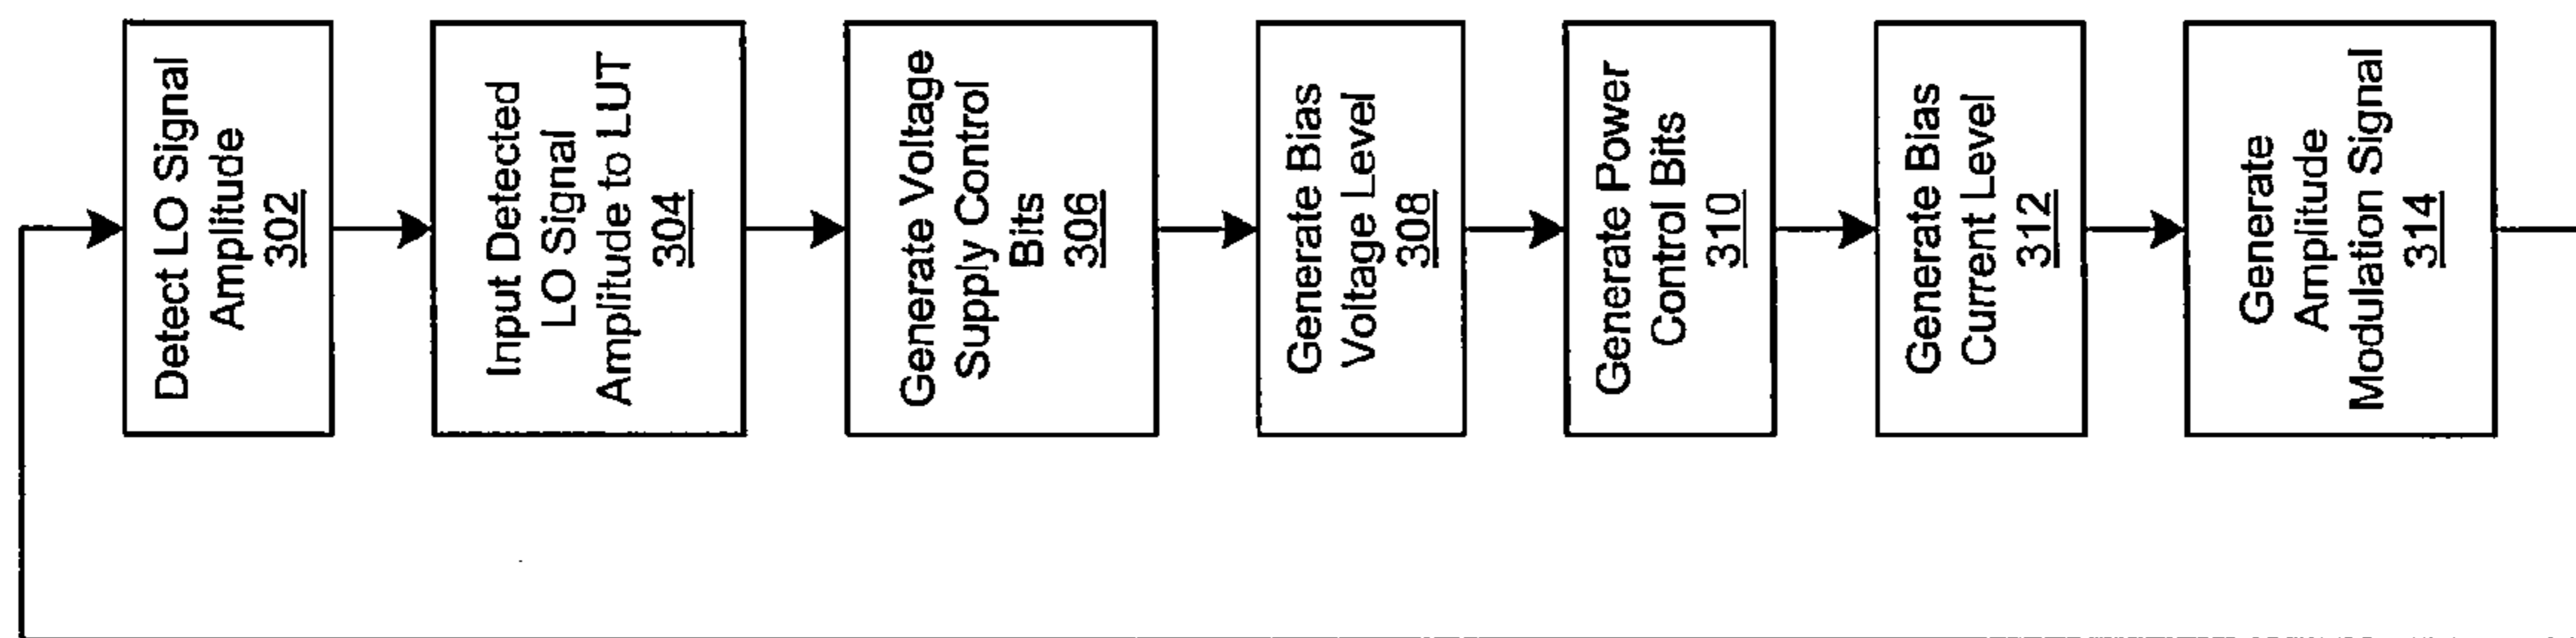 Detect LO Signal
Amplitude
302
Input Detected
LO Signal
Amplitude to LUT
304
Generate Voltage
Supply Control
Bits
306
Generate Bias
Voltage Level
308
Generate Power
Control Bits
310
Generate Bias
Current Level
312
Generate
Amplitude
Modulation Signal
314